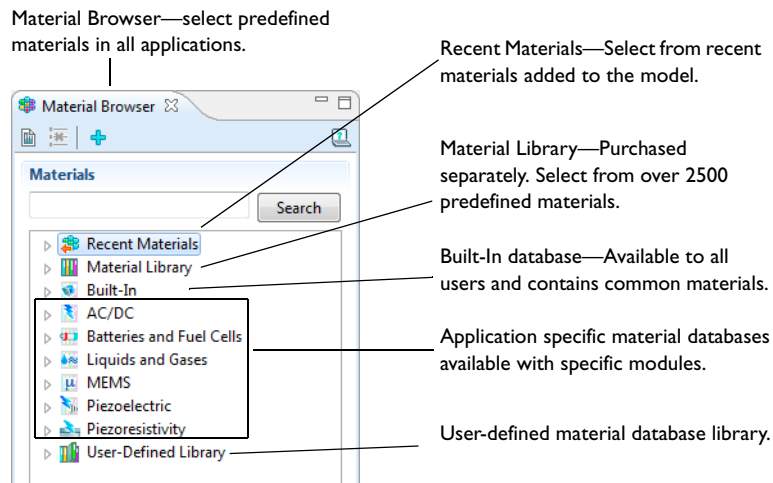 Material Browser—select predefined
materials in all applications.
Recent Materials—Select from recent
materials added to the model.
Material Library—Purchased
separately. Select from over 2500
predefined materials.
Built-In database—Available to all
users and contains common materials.
Application specific material databases
available with specific modules.
User-defined material database library.
Material Browser
Materials
Search
Recent Materials
Material Library
Built-In
AC/DC
Batteries and Fuel Cells
Liquids and Gases
μ MEMS
Piezoelectric
Piezoresistivity
User-Defined Library